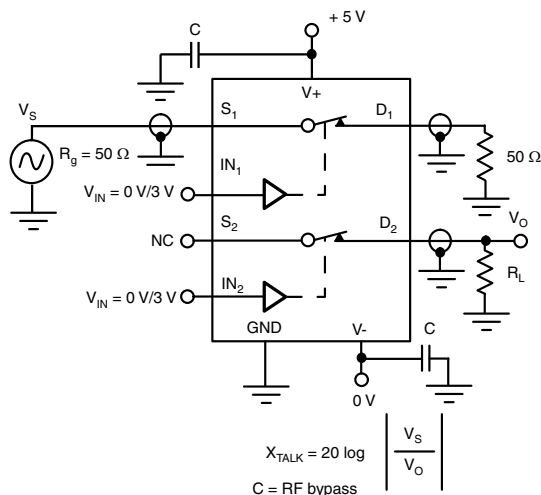 + 5 V
C
V+
V_S
S_1
D_1
R_g = 50 Ω
50 Ω
IN_1
V_IN = 0 V/3 V
S_2
D_2
V_O
NC
R_L
IN_2
V_IN = 0 V/3 V
GND
V-
C
0 V
X_TALK = 20 log | V_S / V_O |
C = RF bypass